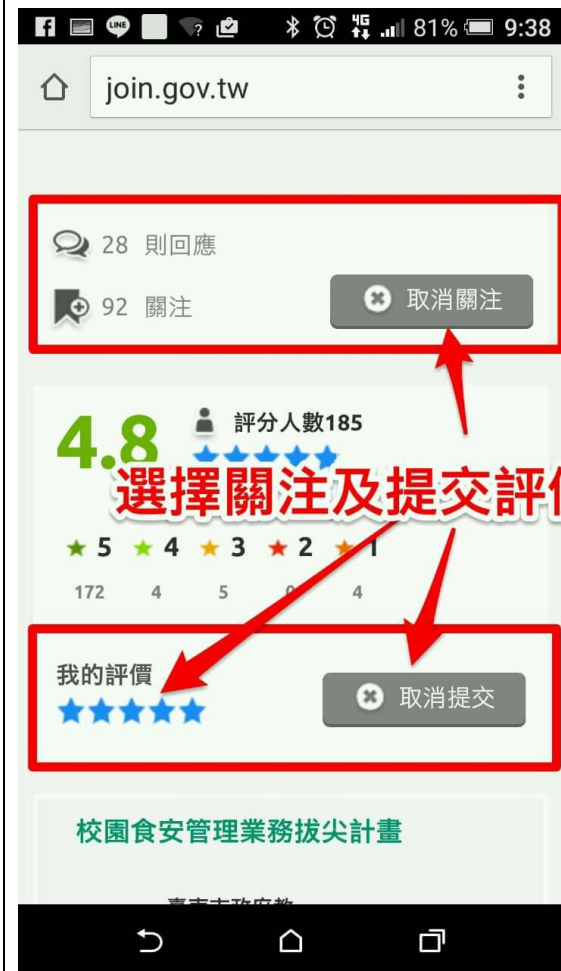 LINE ? 4G 81% 9:38
join.gov.tw
28 則回應
92 關注
取消關注
4.8
評分人數185
選擇關注及提交評
5 4 3 2 1
172 4 5 0 4
我的評價
取消提交
校園食安管理業務拔尖計畫